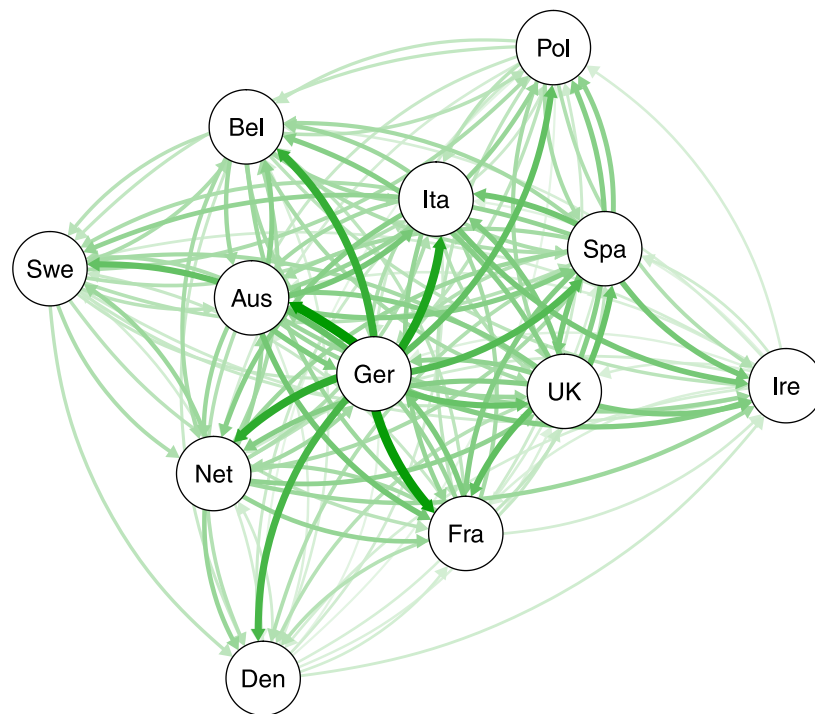 Pol
Bel
Ita
Spa
Swe
Aus
Ger
UK
Ire
Net
Fra
Den